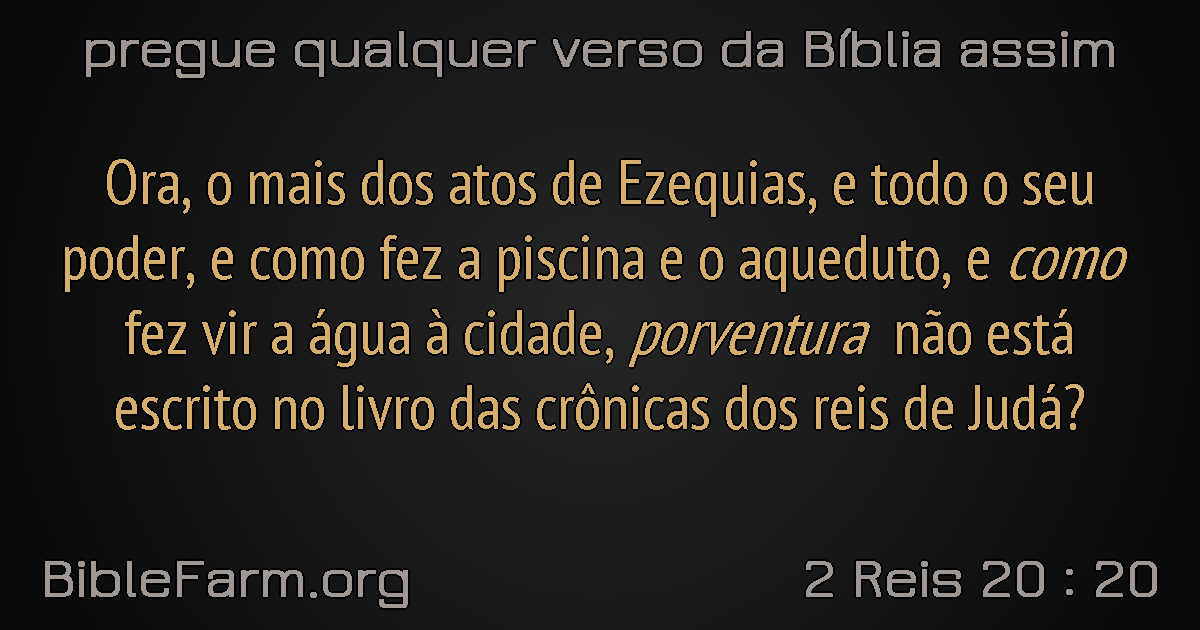 pregue qualquer verso da Bíblia assim
Ora, o mais dos atos de Ezequias, e todo o seu
poder, e como fez a piscina e o aqueduto, e como
fez vir a água à cidade, porventura não está
escrito no livro das crônicas dos reis de Judá?
BibleFarm.org
2 Reis 20 : 20